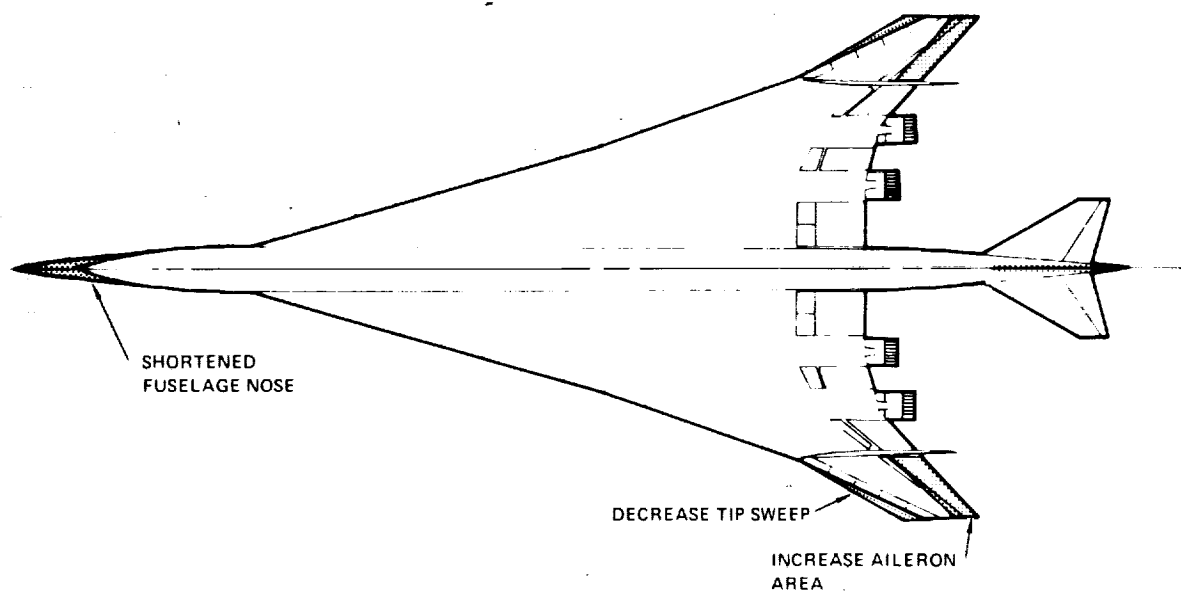 SHORTENED
FUSELAGE NOSE
DECREASE TIP SWEEP
INCREASE AILERON
AREA